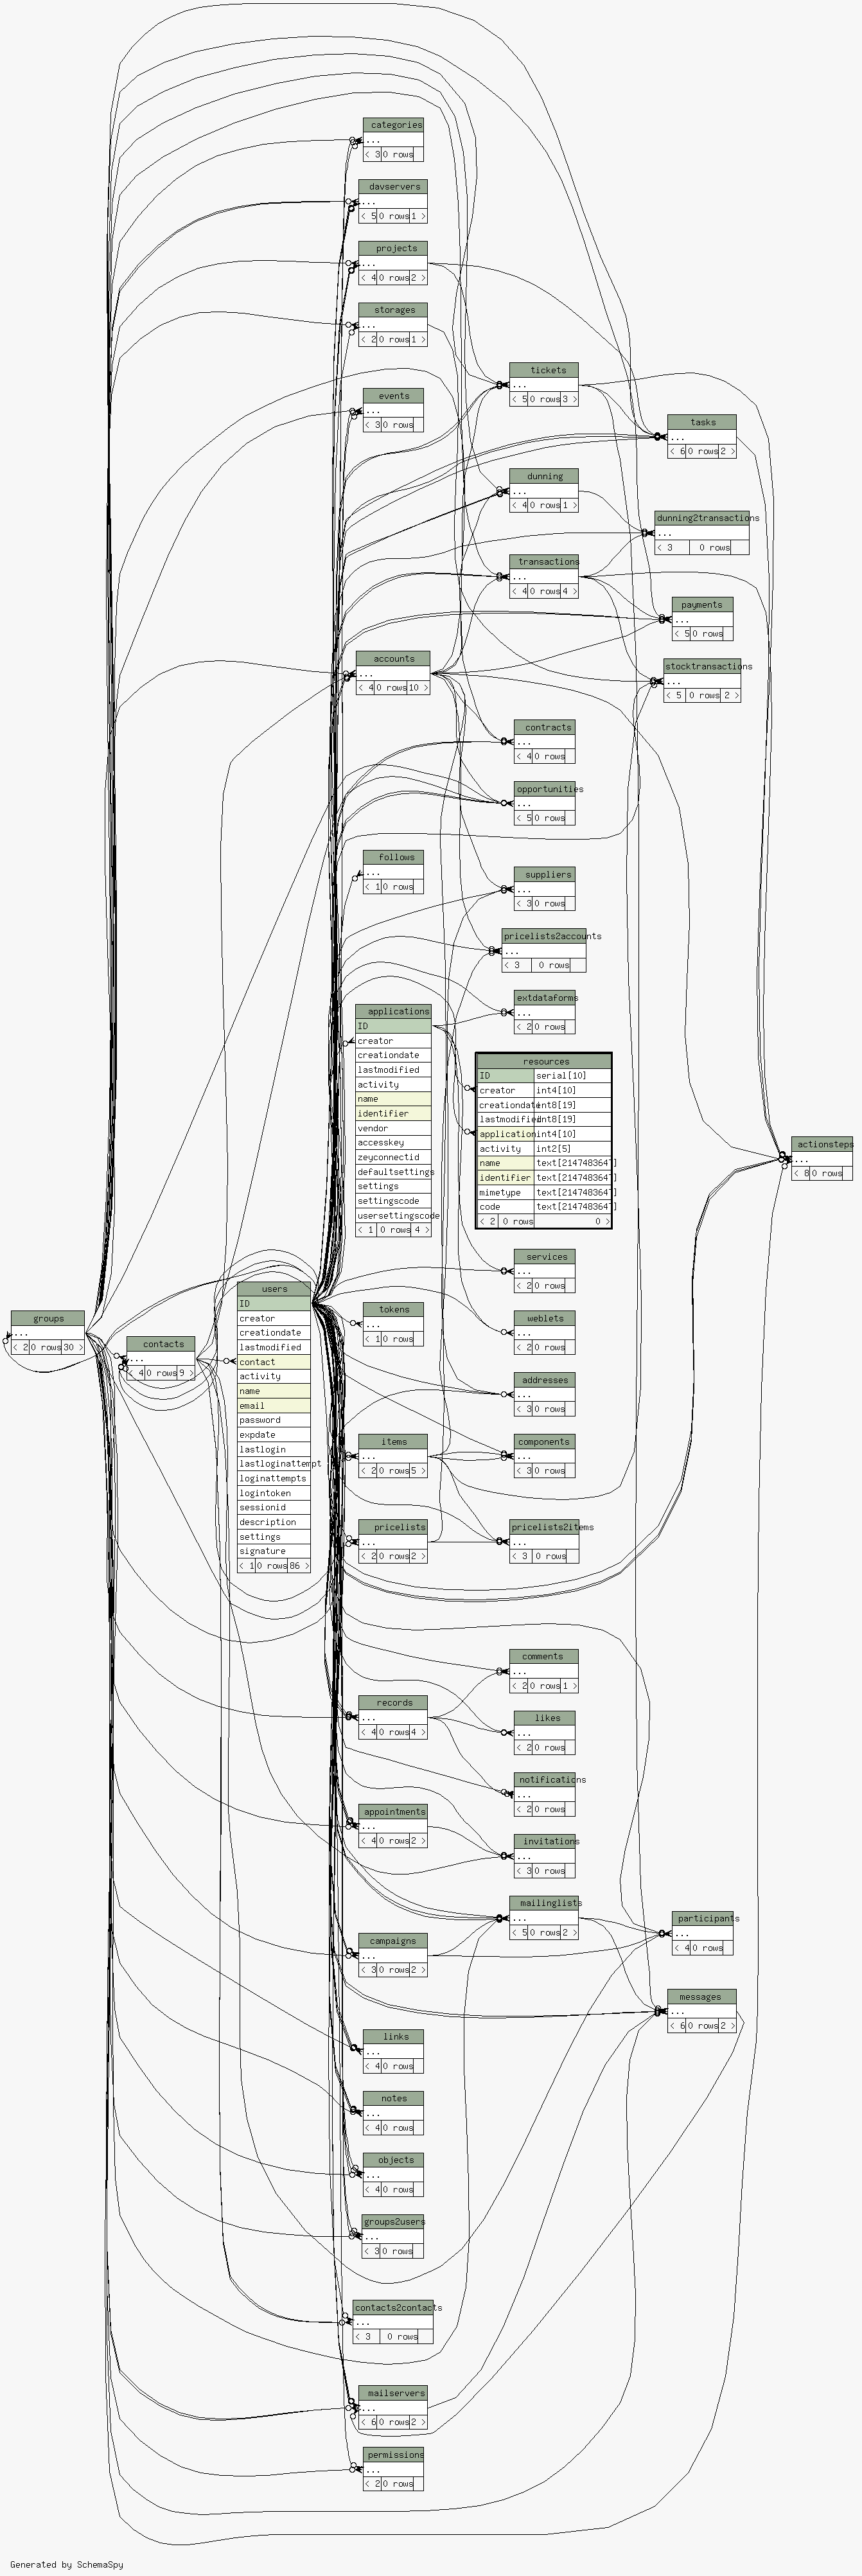 categories
...
< 3 0 rows
davservers
...
< 5 0 rows 1 >
projects
...
< 4 0 rows 2 >
storages
...
< 2 0 rows 1 >
events
...
< 3 0 rows
tickets
...
< 5 0 rows 3 >
tasks
...
< 6 0 rows 2 >
dunning
...
< 4 0 rows 1 >
dunning2transactions
...
< 3 0 rows
transactions
...
< 4 0 rows 4 >
payments
...
< 5 0 rows
accounts
...
< 4 0 rows 10 >
stocktransactions
...
< 5 0 rows 2 >
contracts
...
< 4 0 rows
opportunities
...
< 5 0 rows
follows
...
< 1 0 rows
suppliers
...
< 3 0 rows
pricelists2accounts
...
< 3 0 rows
extdataforms
...
< 2 0 rows
applications
ID
creator
creationdate
lastmodified
activity
name
identifier
vendor
accesskey
zeyconnectid
defaultsettings
settings
settingscode
usersettingscode
< 1 0 rows 4 >
resources
ID serial[10]
creator int4[10]
creationdate int8[19]
lastmodified int8[19]
application int4[10]
activity int2[5]
name text[2147483647]
identifier text[2147483647]
mimetype text[2147483647]
code text[2147483647]
< 2 0 rows 0 >
actionsteps
...
< 8 0 rows
services
...
< 2 0 rows
users
ID
creator
creationdate
lastmodified
contact
activity
name
email
password
expdate
lastlogin
lastloginattempt
loginattempts
logintoken
sessionid
description
settings
signature
< 1 0 rows 86 >
groups
...
< 2 0 rows 30 >
contacts
...
< 4 0 rows 9 >
tokens
...
< 1 0 rows
weblets
...
< 2 0 rows
addresses
...
< 3 0 rows
items
...
< 2 0 rows 5 >
components
...
< 3 0 rows
pricelists
...
< 2 0 rows 2 >
pricelists2items
...
< 3 0 rows
comments
...
< 2 0 rows 1 >
records
...
< 4 0 rows 4 >
likes
...
< 2 0 rows
notifications
...
< 2 0 rows
appointments
...
< 4 0 rows 2 >
invitations
...
< 3 0 rows
mailinglists
...
< 5 0 rows 2 >
participants
...
< 4 0 rows
campaigns
...
< 3 0 rows 2 >
messages
...
< 6 0 rows 2 >
links
...
< 4 0 rows
notes
...
< 4 0 rows
objects
...
< 4 0 rows
groups2users
...
< 3 0 rows
contacts2contacts
...
< 3 0 rows
mailservers
...
< 6 0 rows 2 >
permissions
...
< 2 0 rows
Generated by SchemaSpy